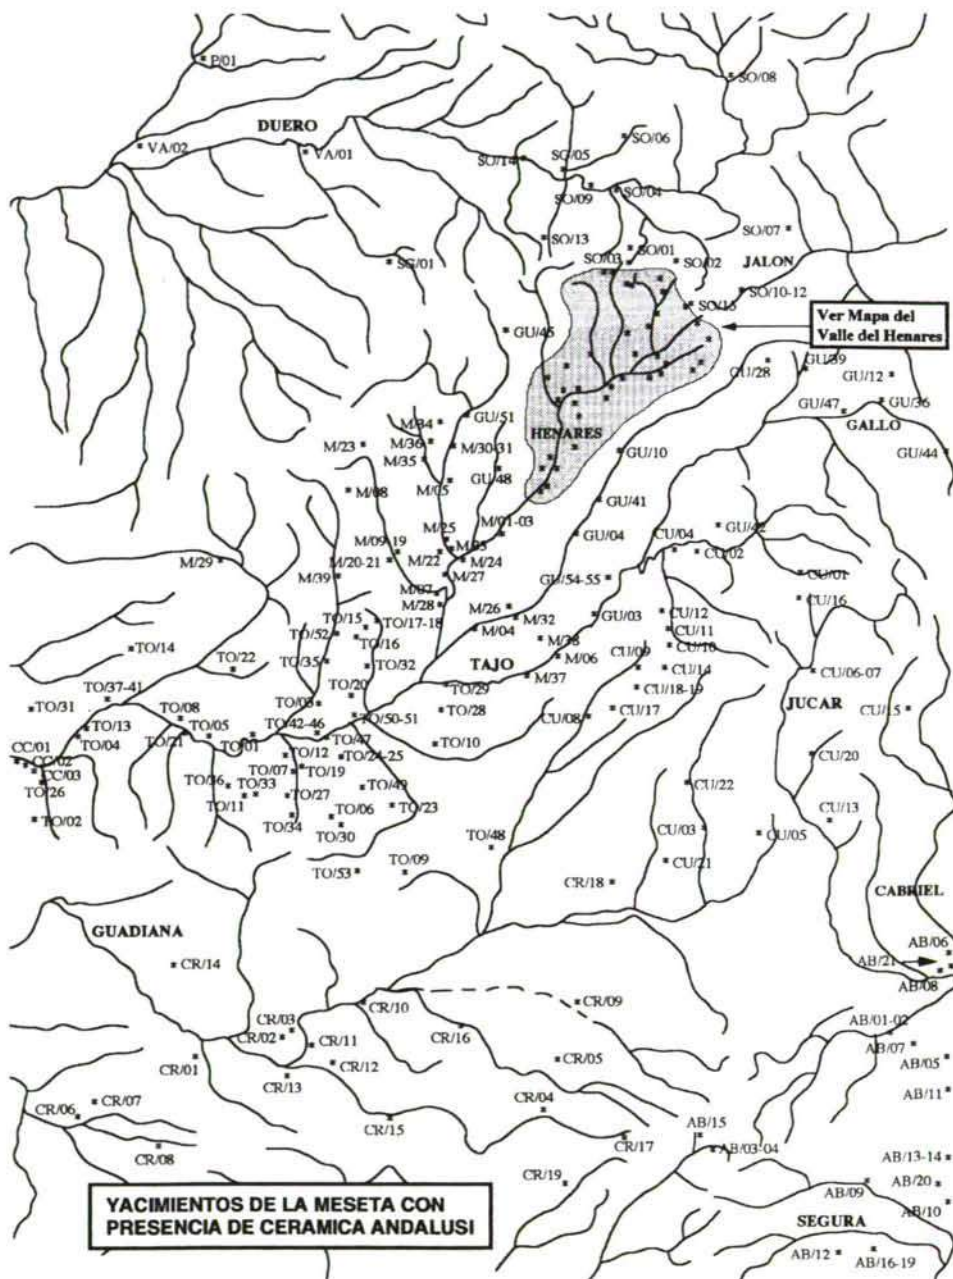 P/01
SO/08
DUERO
VA/02
VA/01
SO/06
SO/14
SO/05
SO/09
SO/04
SO/07
SO/13
SO/01
SO/03
SO/02
JALON
SG/01
SO/10-12
SO/15
Ver Mapa del
Valle del Henares
GU/45
GU/28
GU/39
GU/12
GU/47
GU/36
GALLO
GU/51
M/34
M/36
M/30-31
M/23
M/35
HENARES
GU/10
GU/44
GU/48
M/05
M/08
GU/41
M/01-03
M/25
GU/04
CU/04
GU/42
M/09-19
M/22
CU/02
M/29
M/20-21
M/24
M/39
M/27
GU/54-55
CU/01
M/07
M/28
M/26
CU/16
TO/15
TO/17-18
M/32
GU/03
CU/12
TO/52
TO/16
M/04
CU/11
TO/14
M/38
CU/09
CU/10
TO/22
TO/35
TO/32
TAJO
M/06
CU/14
CU/06-07
M/37
TO/37-41
TO/20
TO/29
CU/18-19
JUCAR
TO/31
TO/08
TO/03
TO/28
CU/08
CU/17
CU/15
TO/13
TO/05
TO/42-46
TO/50-51
TO/04
TO/21
TO/01
TO/47
TO/10
CC/01
CC/02
TO/12
TO/24-25
CU/20
CC/03
TO/07
TO/19
TO/26
TO/36
TO/33
TO/49
CU/22
TO/11
TO/27
TO/23
TO/02
TO/34
TO/06
CU/13
TO/30
TO/48
CU/03
CU/05
TO/53
TO/09
CU/21
CR/18
CABRIEL
GUADIANA
AB/06
CR/14
AB/21
AB/08
CR/10
CR/09
CR/03
AB/01-02
CR/02
CR/11
CR/16
AB/07
CR/01
CR/12
CR/05
AB/05
CR/13
AB/11
CR/07
CR/06
CR/04
CR/15
AB/15
CR/17
AB/03-04
CR/08
AB/13-14
CR/19
AB/09
AB/20
YACIMIENTOS DE LA MESETA CON
PRESENCIA DE CERAMICA ANDALUSI
AB/10
SEGURA
AB/12
AB/16-19